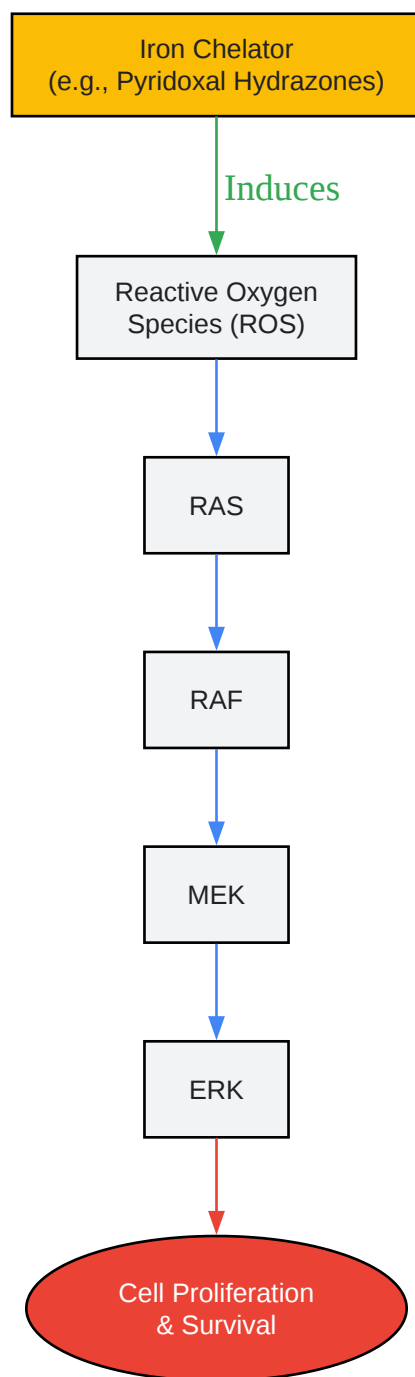 Iron Chelator
(e.g., Pyridoxal Hydrazones)
Induces
Reactive Oxygen
Species (ROS)
RAS
RAF
MEK
ERK
Cell Proliferation
& Survival